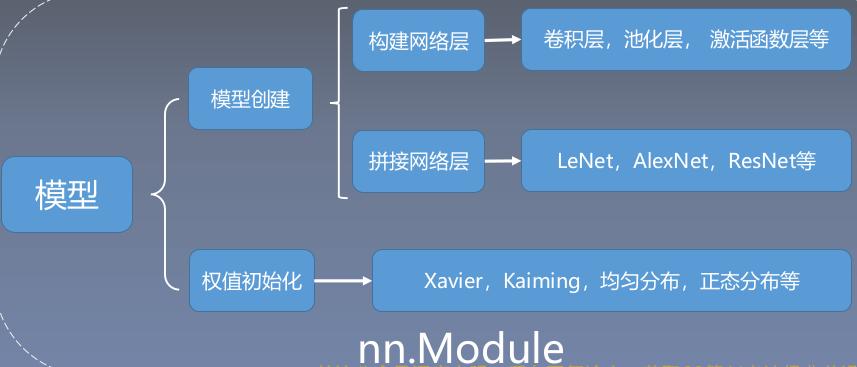 构建网络层
卷积层，池化层， 激活函数层等
模型创建
拼接网络层
LeNet，AlexNet，ResNet等
模型
权值初始化
Xavier，Kaiming，均匀分布，正态分布等
nn.Module